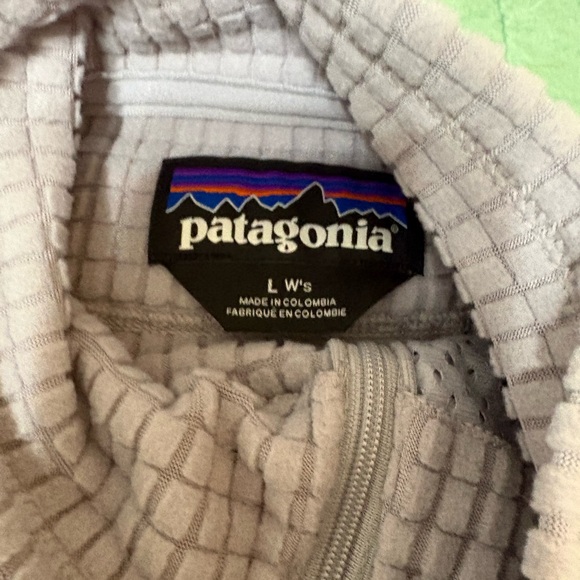 patagonia®
L W's
MADE IN COLOMBIA
FABRIQUÉ EN COLOMBIE